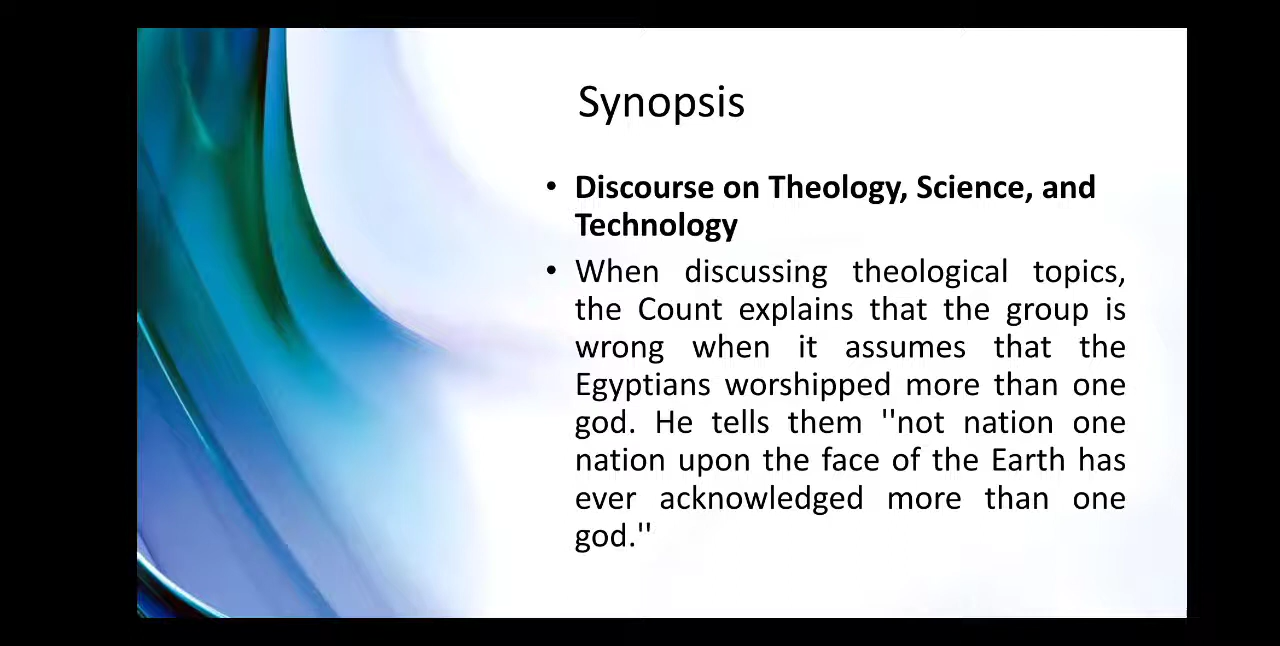 Synopsis
• Discourse on Theology, Science, and
Technology
• When discussing theological topics,
the Count explains that the group is
wrong when it assumes that the
Egyptians worshipped more than one
god. He tells them "not nation one
nation upon the face of the Earth has
ever acknowledged more than one
god."